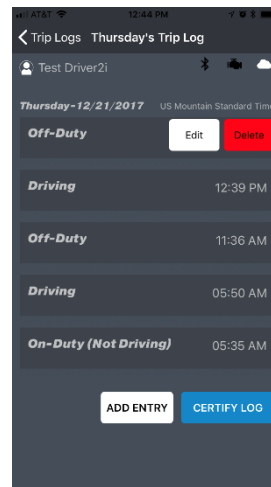 AT&T 12:44 PM
Trip Logs Thursday's Trip Log
Test Driver2i
Thursday-12/21/2017 US Mountain Standard Time
Off-Duty Edit Delete
Driving 12:39 PM
Off-Duty 11:36 AM
Driving 05:50 AM
On-Duty (Not Driving) 05:35 AM
ADD ENTRY CERTIFY LOG